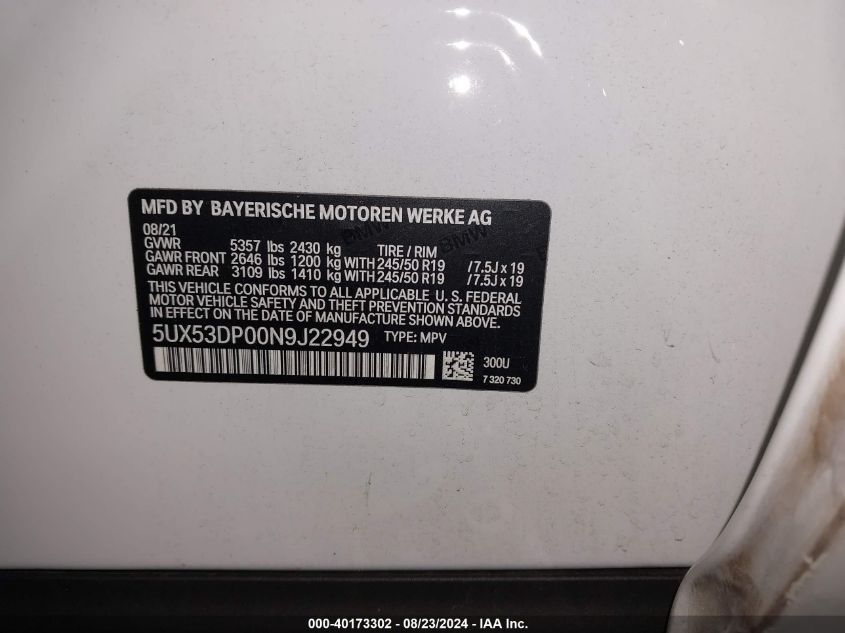 MFD BY BAYERISCHE MOTOREN WERKE AG
08/21
GVWR 5357 lbs 2430 kg TIRE / RIM
GAWR FRONT 2646 lbs 1200 kg WITH 245/50 R19 / 7.5J x 19
GAWR REAR 3109 lbs 1410 kg WITH 245/50 R19 / 7.5J x 19
THIS VEHICLE CONFORMS TO ALL APPLICABLE U. S. FEDERAL
MOTOR VEHICLE SAFETY AND THEFT PREVENTION STANDARDS
IN EFFECT ON THE DATE OF MANUFACTURE SHOWN ABOVE.
5UX53DP00N9J22949 TYPE: MPV
300U
7 320 730
BMW
BMW
000-40173302 - 08/23/2024 - IAA Inc.